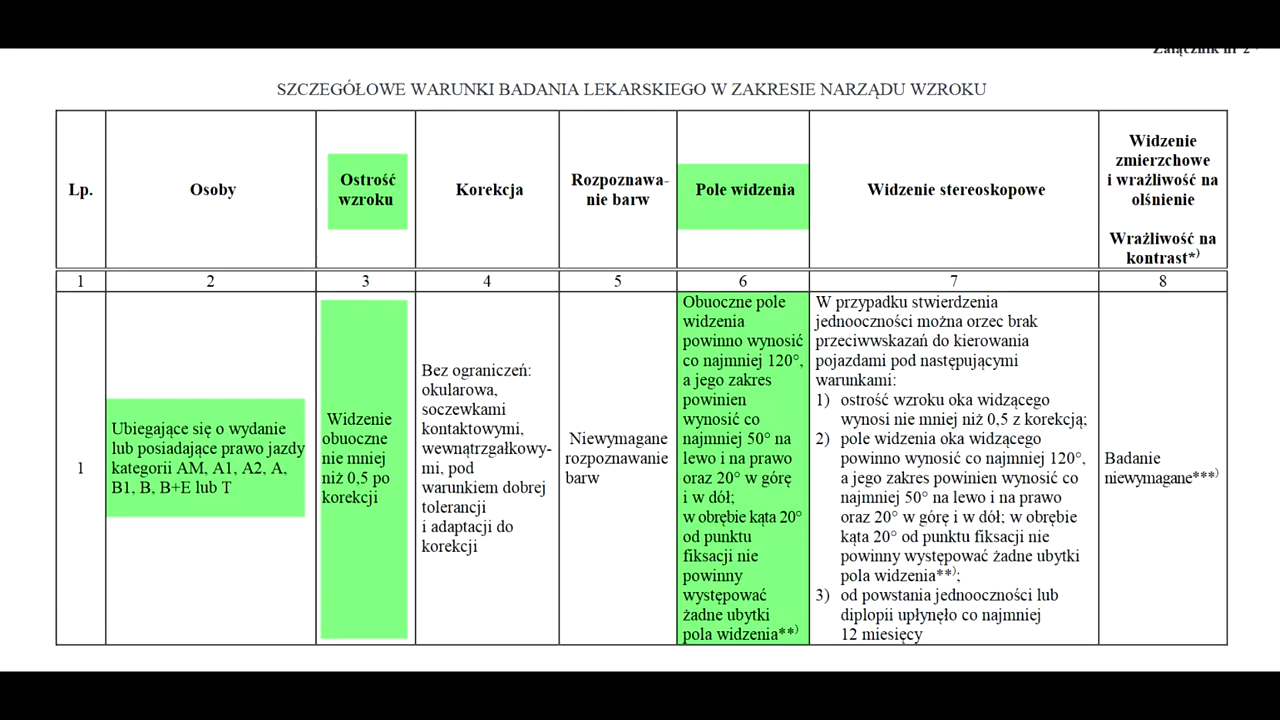 Załącznik nr 2
SZCZEGÓŁOWE WARUNKI BADANIA LEKARSKIEGO W ZAKRESIE NARZĄDU WZROKU
Lp.
Osoby
Ostrość
wzroku
Korekcja
Rozpoznawa-
nie barw
Pole widzenia
Widzenie stereoskopowe
Widzenie
zmierzchowe
i wrażliwość na
olśnienie
Wrażliwość na
kontrast*)
1
2
3
4
5
6
7
8
1
Ubiegające się o wydanie
lub posiadające prawo jazdy
kategorii AM, A1, A2, A,
B1, B, B+E lub T
Widzenie
obuoczne
nie mniej
niż 0,5 po
korekcji
Bez ograniczeń:
okularowa,
soczewkami
kontaktowymi,
wewnątrzgałkowy-
mi, pod
warunkiem dobrej
tolerancji
i adaptacji do
korekcji
Niewymagane
rozpoznawanie
barw
Obuoczne pole
widzenia
powinno wynosić
co najmniej 120°,
a jego zakres
powinien
wynosić co
najmniej 50° na
lewo i na prawo
oraz 20° w górę
i w dół;
w obrębie kąta 20°
od punktu
fiksacji nie
powinny
występować
żadne ubytki
pola widzenia**)
W przypadku stwierdzenia
jednooczności można orzec brak
przeciwwskazań do kierowania
pojazdami pod następującymi
warunkami:
1) ostrość wzroku oka widzącego
wynosi nie mniej niż 0,5 z korekcją;
2) pole widzenia oka widzącego
powinno wynosić co najmniej 120°,
a jego zakres powinien wynosić co
najmniej 50° na lewo i na prawo
oraz 20° w górę i w dół; w obrębie
kąta 20° od punktu fiksacji nie
powinny występować żadne ubytki
pola widzenia**);
3) od powstania jednooczności lub
diplopii upłynęło co najmniej
12 miesięcy
Badanie
niewymagane***)